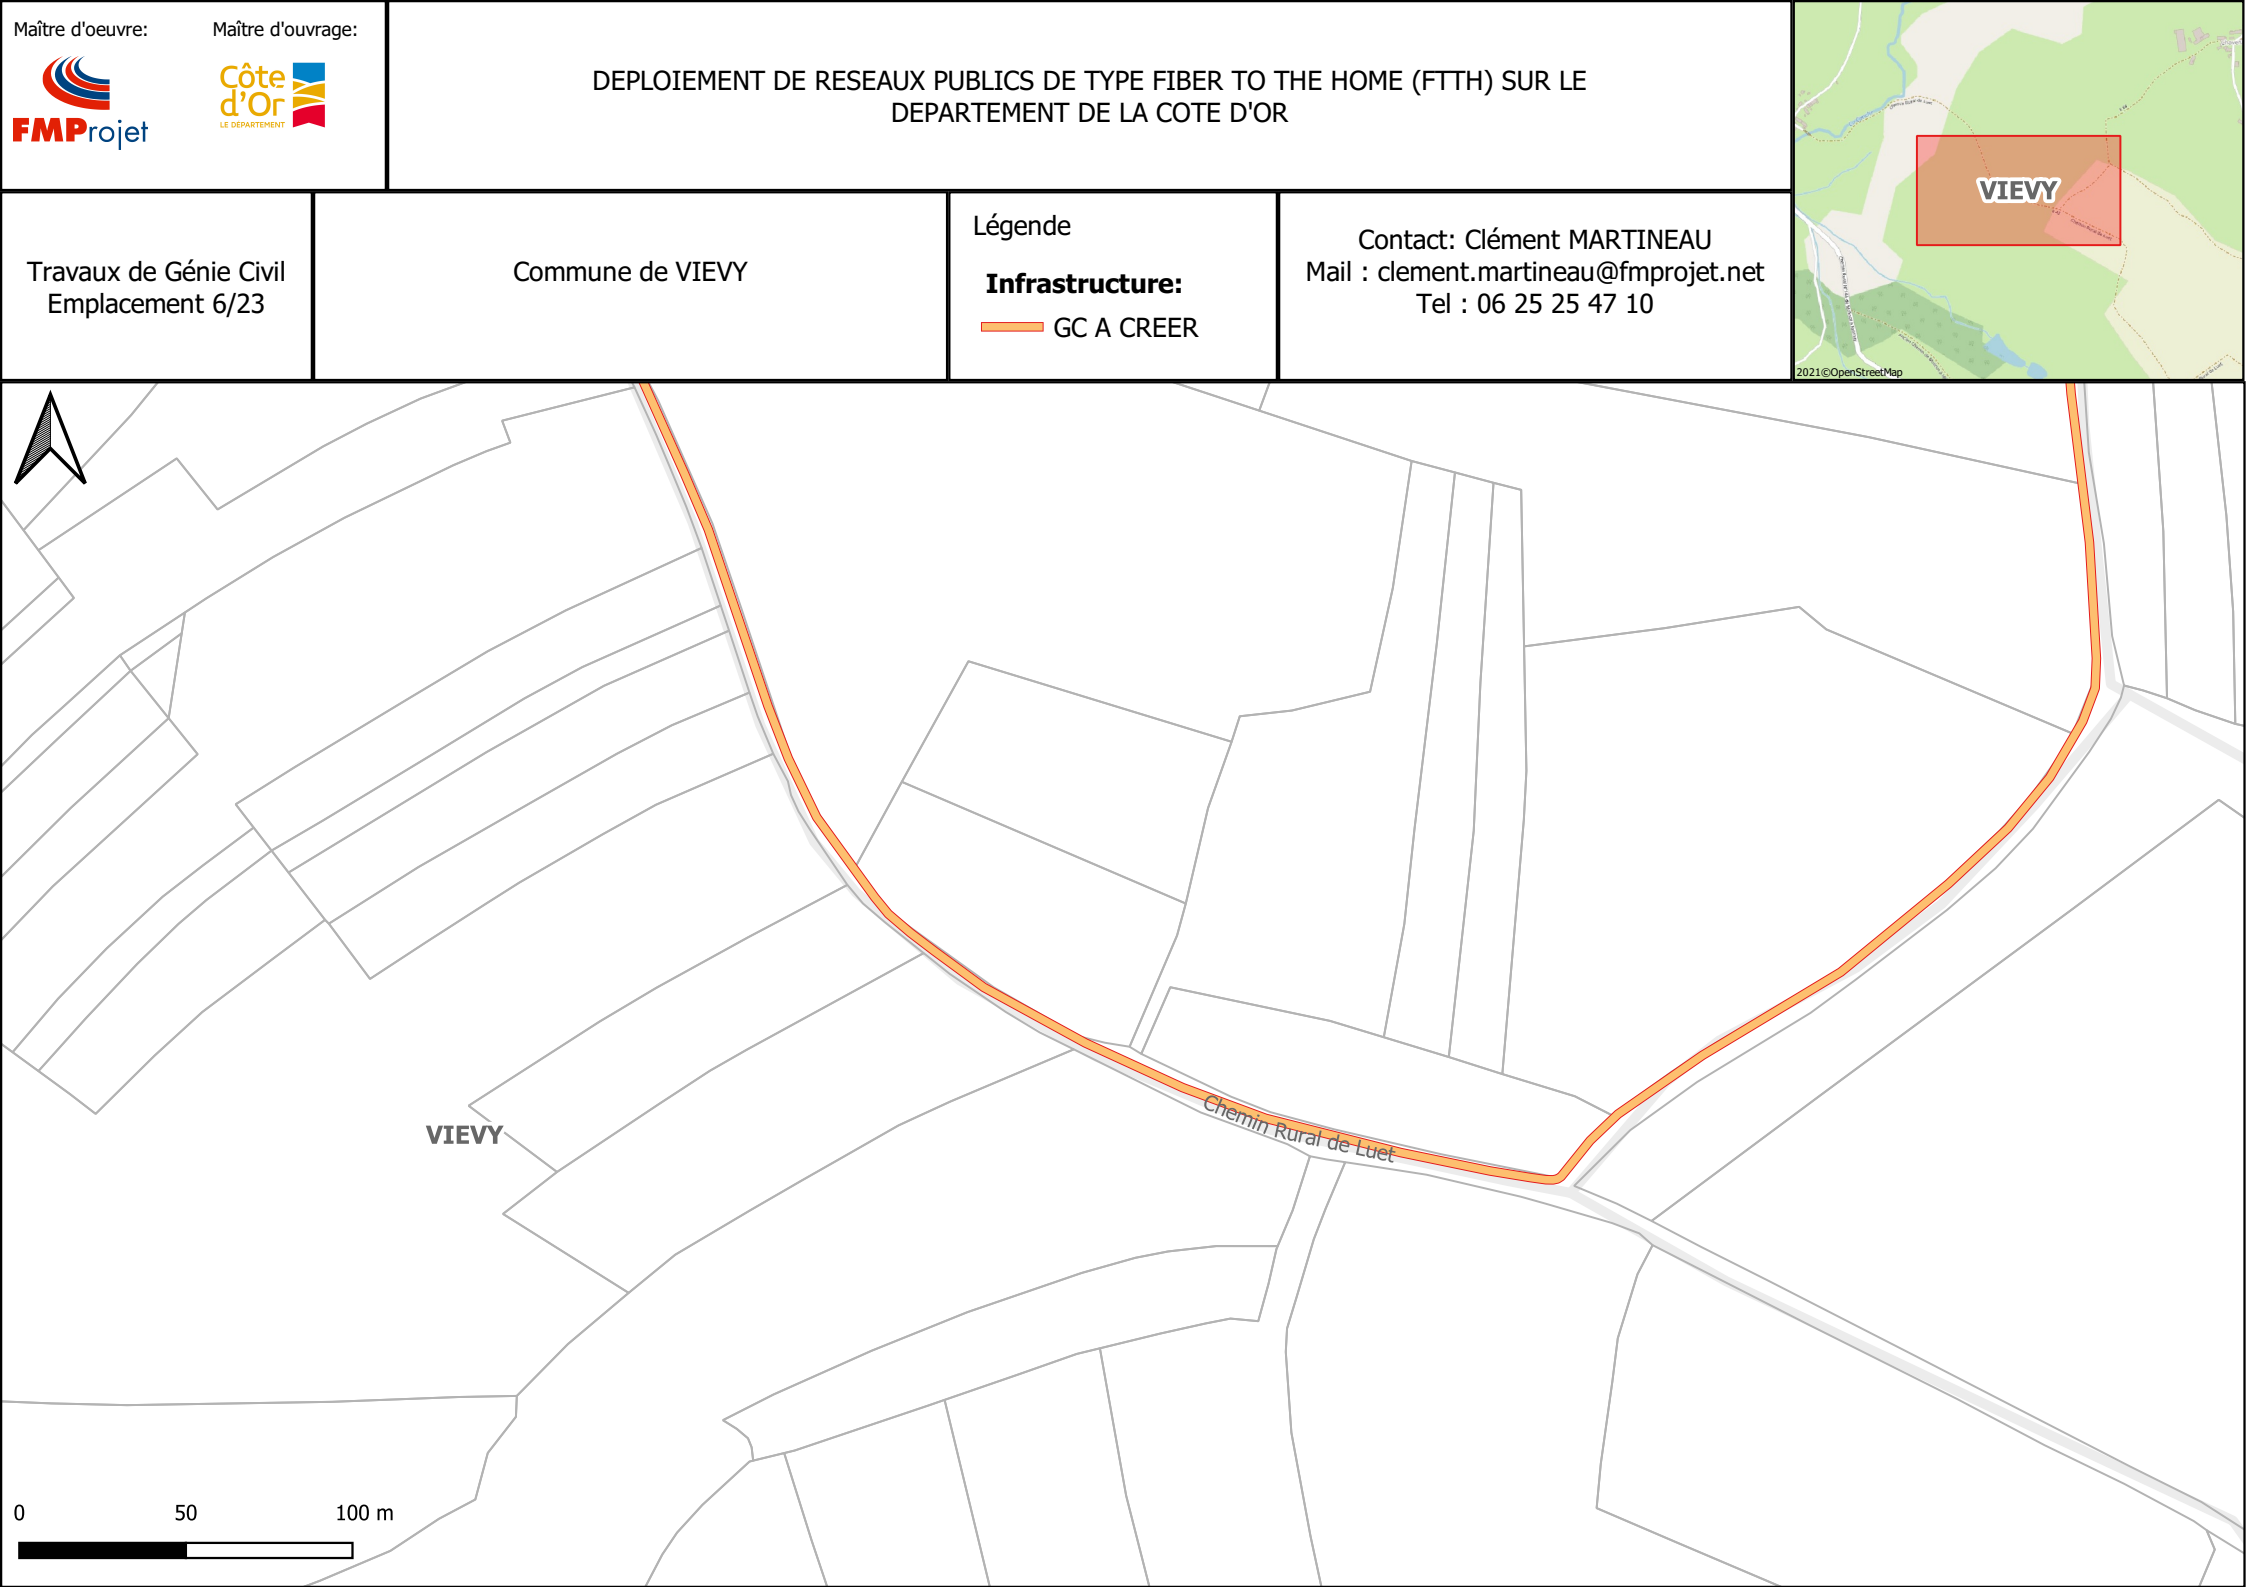 Maître d'oeuvre:
Maître d'ouvrage:
FMProjet
Côte
d'Or
LE DÉPARTEMENT
DEPLOIEMENT DE RESEAUX PUBLICS DE TYPE FIBER TO THE HOME (FTTH) SUR LE
DEPARTEMENT DE LA COTE D'OR
VIEVY
2021©OpenStreetMap
Travaux de Génie Civil
Emplacement 6/23
Commune de VIEVY
Légende
Infrastructure:
GC A CREER
Contact: Clément MARTINEAU
Mail : clement.martineau@fmprojet.net
Tel : 06 25 25 47 10
Chemin Rural de Luet
VIEVY
0 50 100 m